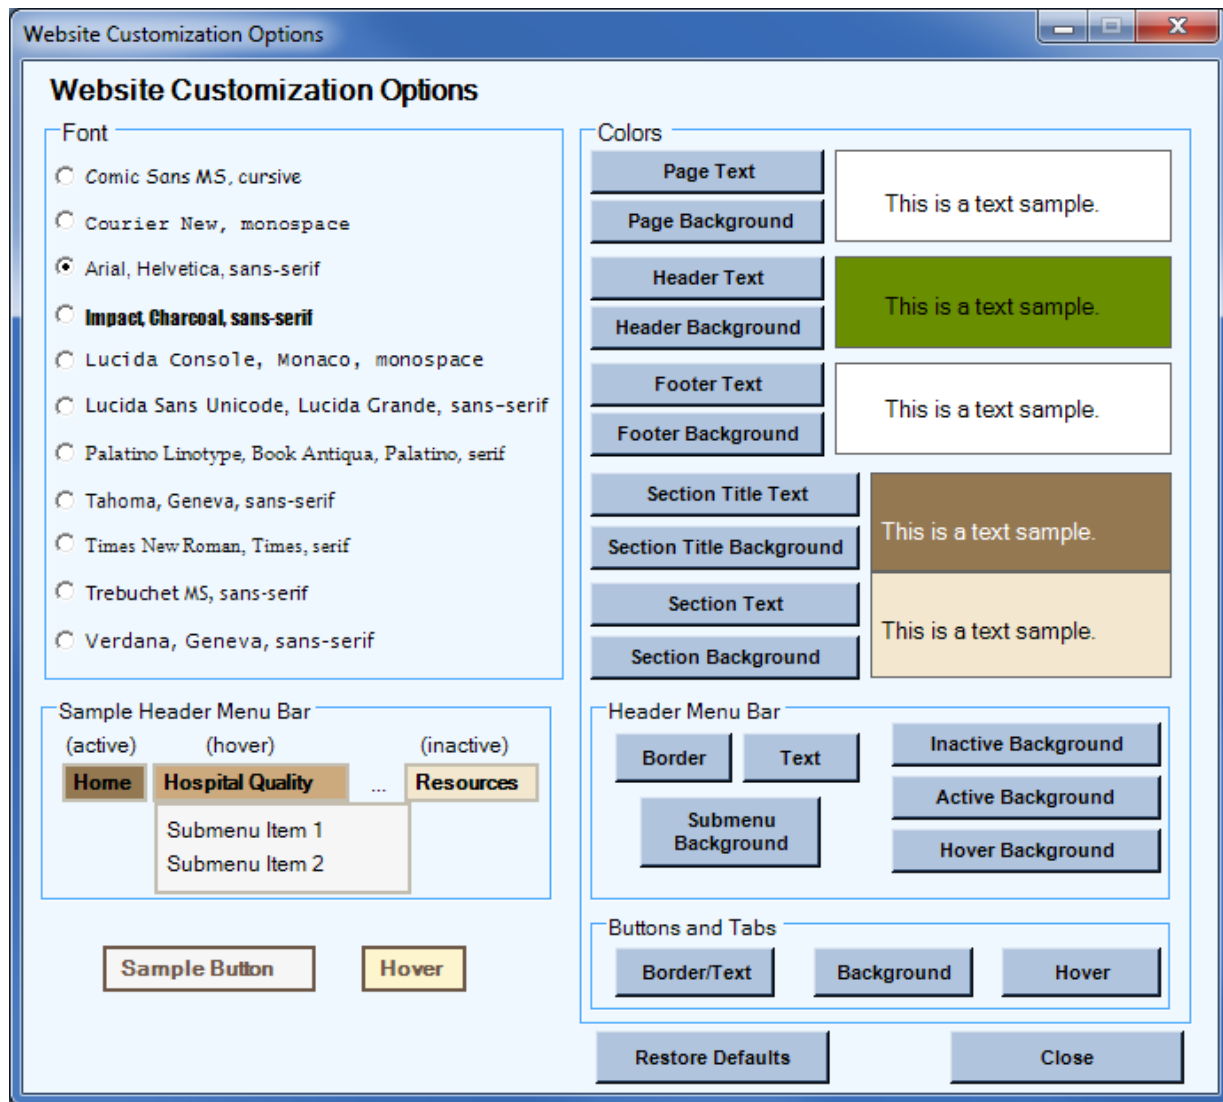 Website Customization Options
Website Customization Options
Font
Comic Sans MS, cursive
Courier New, monospace
Arial, Helvetica, sans-serif
Impact, Charcoal, sans-serif
Lucida Console, Monaco, monospace
Lucida Sans Unicode, Lucida Grande, sans-serif
Palatino Linotype, Book Antiqua, Palatino, serif
Tahoma, Geneva, sans-serif
Times New Roman, Times, serif
Trebuchet MS, sans-serif
Verdana, Geneva, sans-serif
Sample Header Menu Bar
(active) (hover) (inactive)
Home Hospital Quality ... Resources
Submenu Item 1
Submenu Item 2
Sample Button Hover
Colors
Page Text
Page Background
This is a text sample.
Header Text
Header Background
This is a text sample.
Footer Text
Footer Background
This is a text sample.
Section Title Text
Section Title Background
This is a text sample.
Section Text
Section Background
This is a text sample.
Header Menu Bar
Border Text
Submenu
Background
Inactive Background
Active Background
Hover Background
Buttons and Tabs
Border/Text Background Hover
Restore Defaults Close